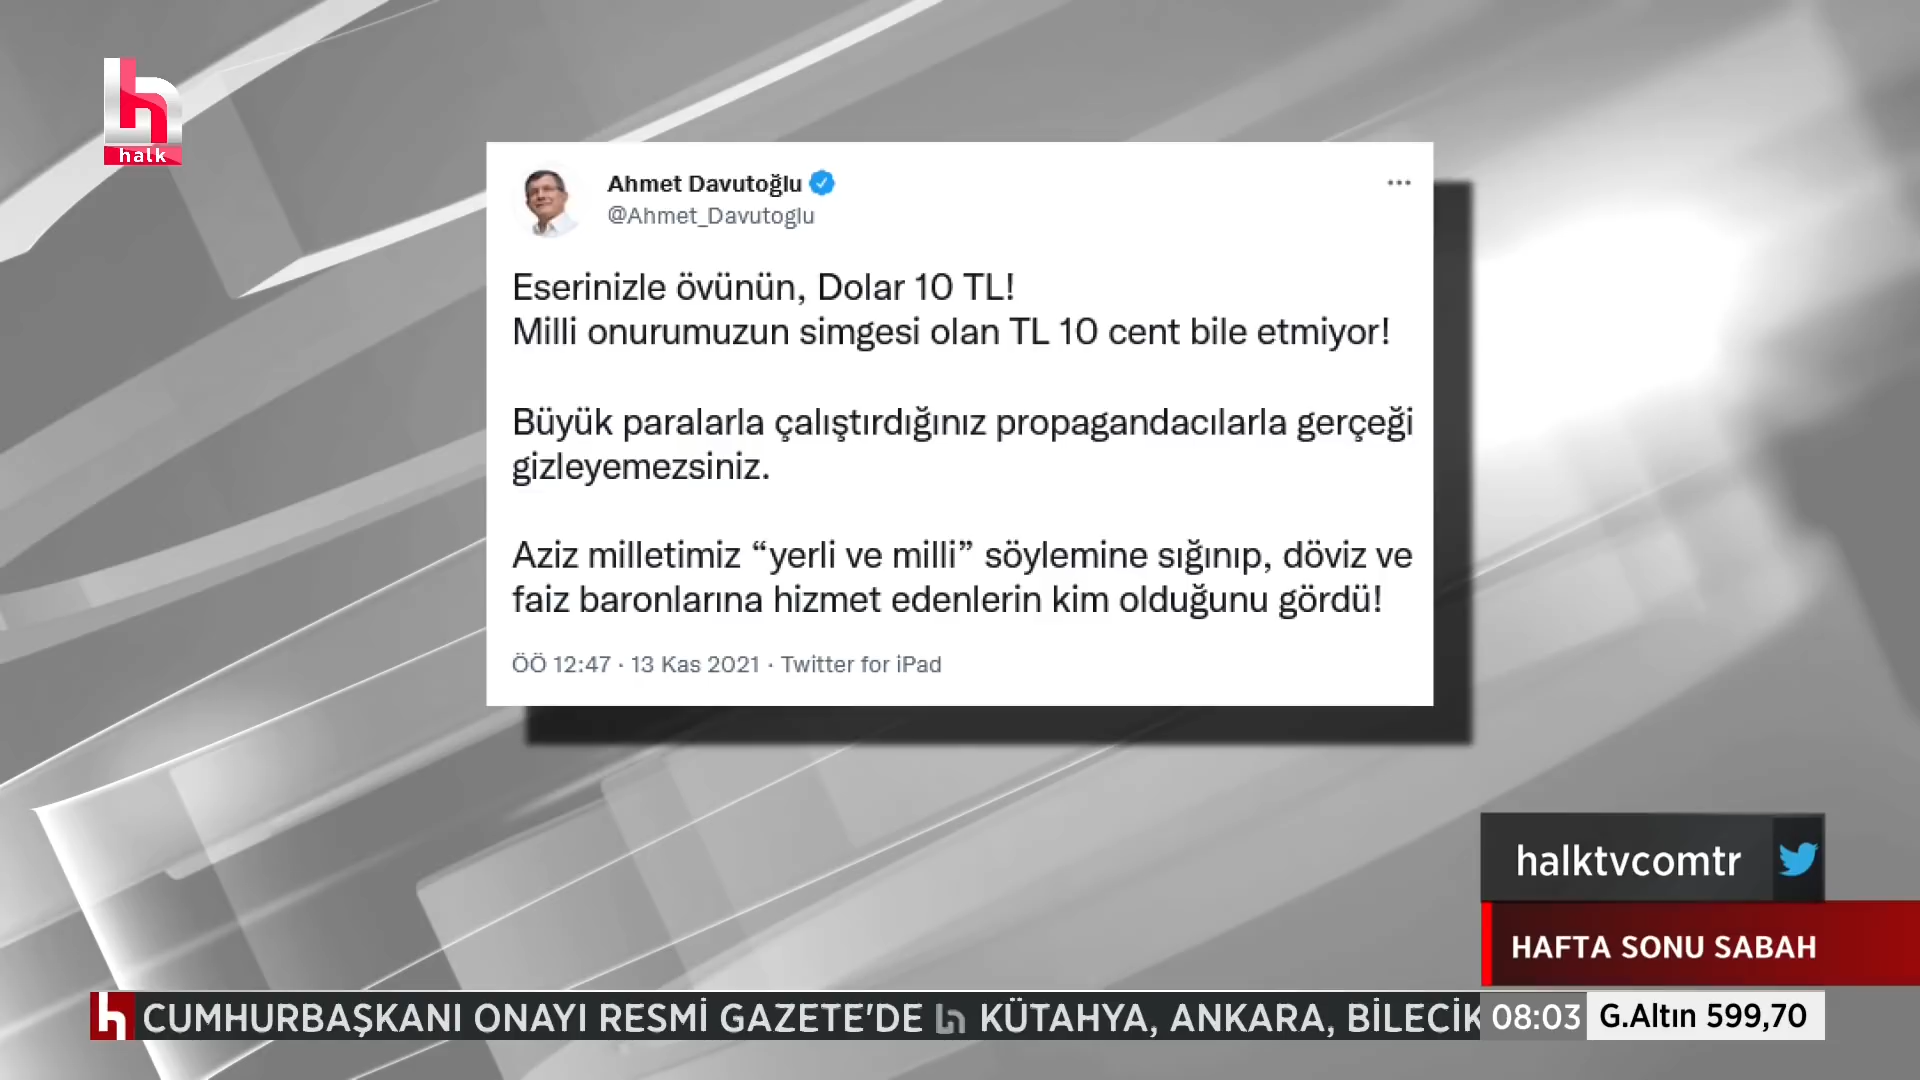 halk
Ahmet Davutoğlu
@Ahmet_Davutoglu
Eserinizle övünün, Dolar 10 TL!
Milli onurumuzun simgesi olan TL 10 cent bile etmiyor!
Büyük paralarla çalıştırdığınız propagandacılarla gerçeği
gizleyemezsiniz.
Aziz milletimiz “yerli ve milli” söylemine sığınıp, döviz ve
faiz baronlarına hizmet edenlerin kim olduğunu gördü!
ÖÖ 12:47 · 13 Kas 2021 · Twitter for iPad
halktvcomtr
HAFTA SONU SABAH
CUMHURBAŞKANI ONAYI RESMİ GAZETE'DE KÜTAHYA, ANKARA, BİLECİK 08:03 G.Altın 599,70